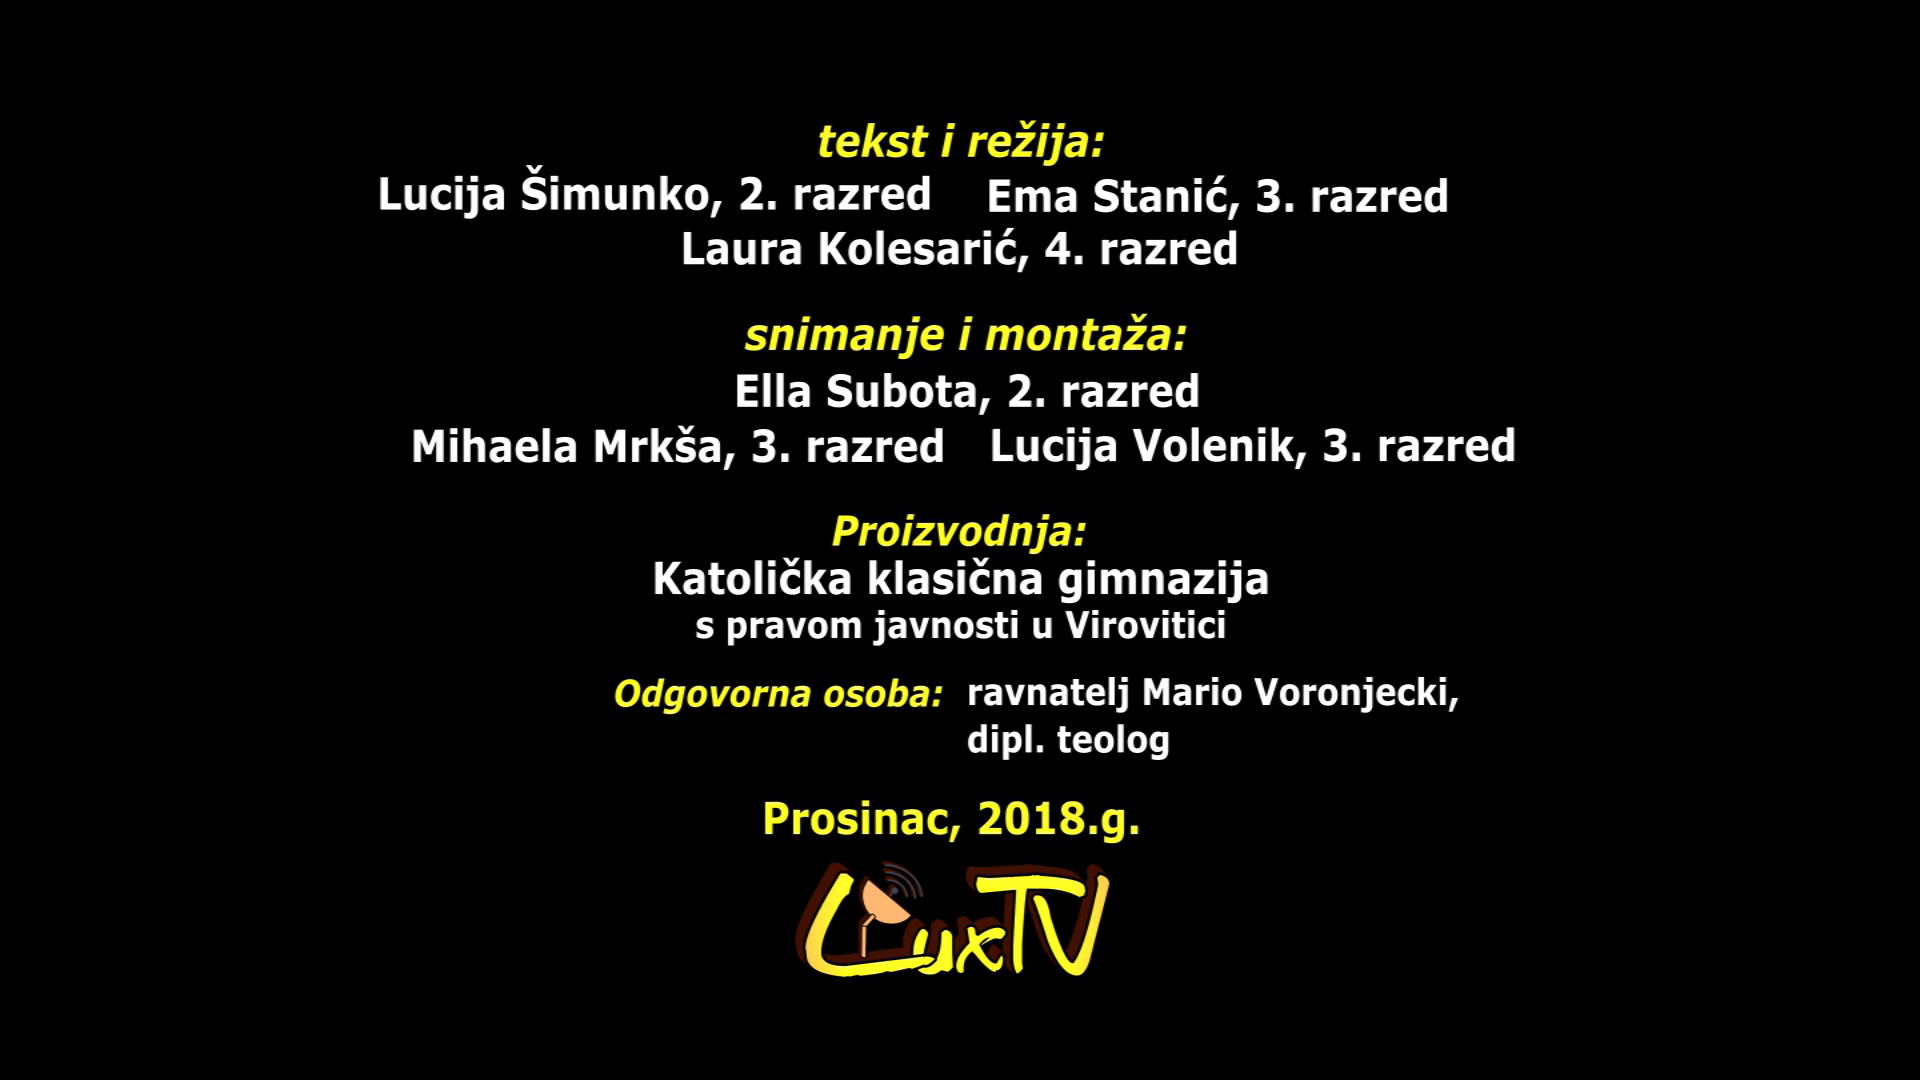 tekst i režija:
Lucija Šimunko, 2. razred Ema Stanić, 3. razred
Laura Kolesarić, 4. razred
snimanje i montaža:
Ella Subota, 2. razred
Mihaela Mrkša, 3. razred Lucija Volenik, 3. razred
Proizvodnja:
Katolička klasična gimnazija
s pravom javnosti u Virovitici
Odgovorna osoba: ravnatelj Mario Voronjecki,
dipl. teolog
Prosinac, 2018.g.
LuxTV